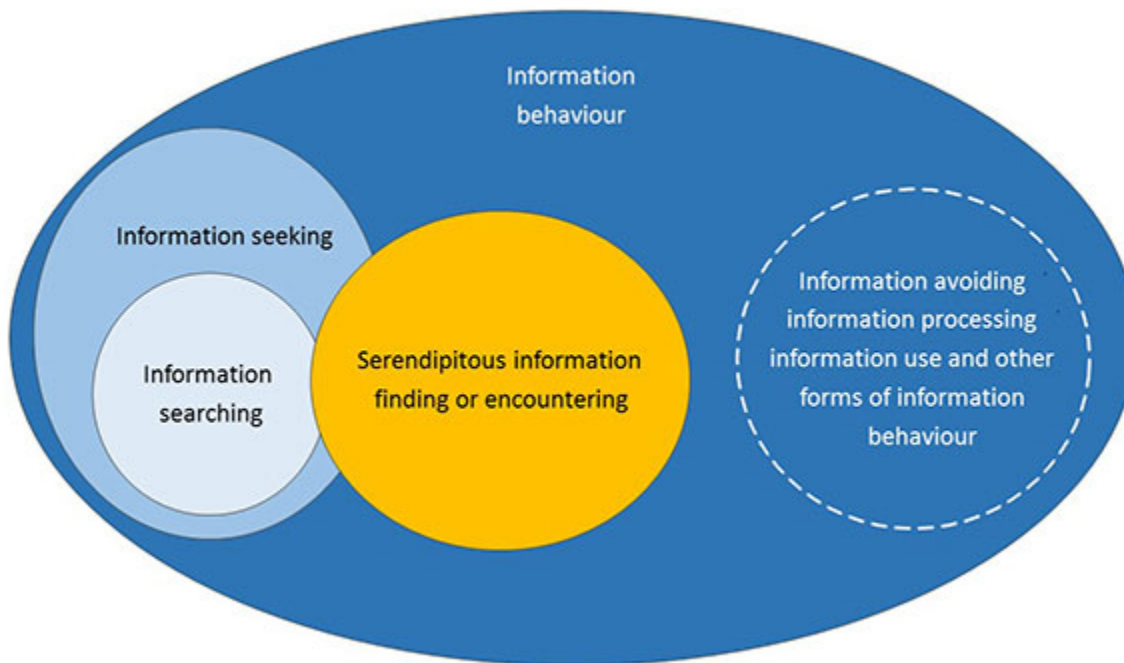 Information
behaviour
Information seeking
Information
searching
Serendipitous information
finding or encountering
Information avoiding
information processing
information use and other
forms of information
behaviour